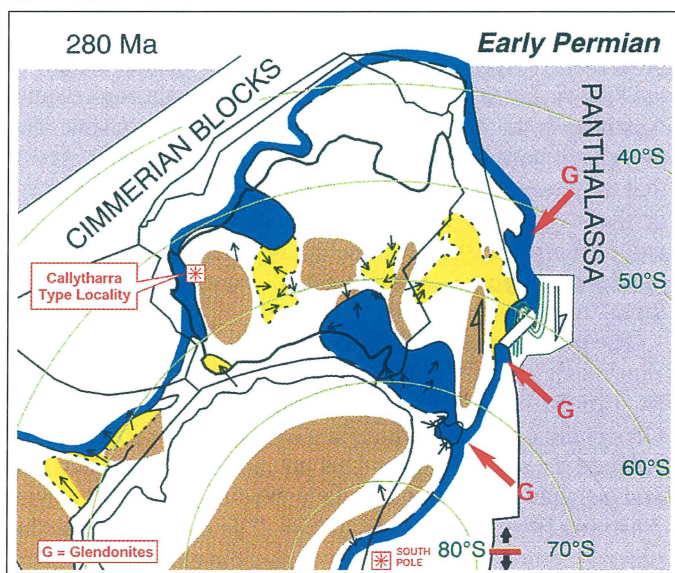 280 Ma
Early Permian
CIMMERIAN BLOCKS
PANTHALASSA
40°S
G
Callytharra
Type Locality
50°S
G
60°S
G
G = Glendonites
SOUTH
POLE
80°S
70°S